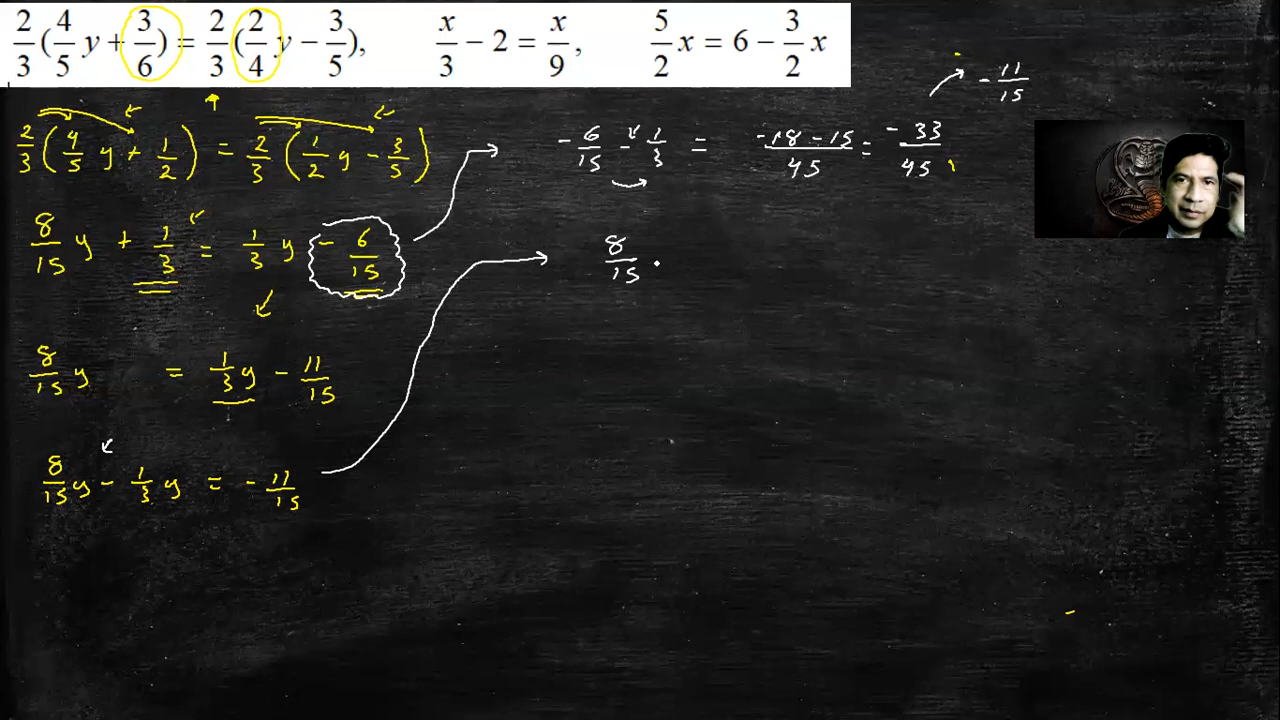 2/3(4/5 y + 3/6) = 2/3(2/4 y − 3/5), x/3 − 2 = x/9, 5/2 x = 6 − 3/2 x
2/3(4/5 y + 1/2) = 2/3(1/2 y − 3/5)
8/15 y + 1/3 = 1/3 y − 6/15
8/15 y = 1/3 y − 11/15
8/15 y − 1/3 y = − 11/15
− 6/15 − 1/3 = −18 − 15/45 = − 33/45
− 11/15
8/15